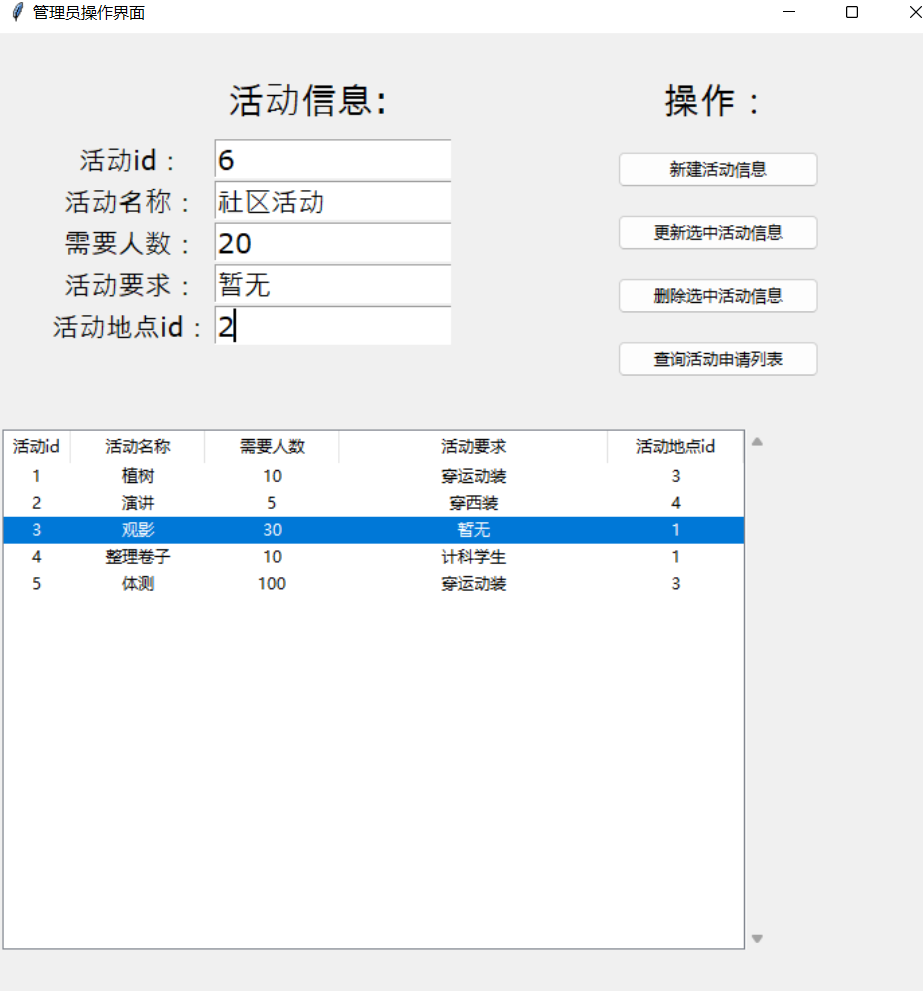 管理员操作界面
活动信息:
操作：
活动id： 6
活动名称： 社区活动
需要人数： 20
活动要求： 暂无
活动地点id： 2
新建活动信息
更新选中活动信息
删除选中活动信息
查询活动申请列表
活动id 活动名称 需要人数 活动要求 活动地点id
1 植树 10 穿运动装 3
2 演讲 5 穿西装 4
3 观影 30 暂无 1
4 整理卷子 10 计科学生 1
5 体测 100 穿运动装 3